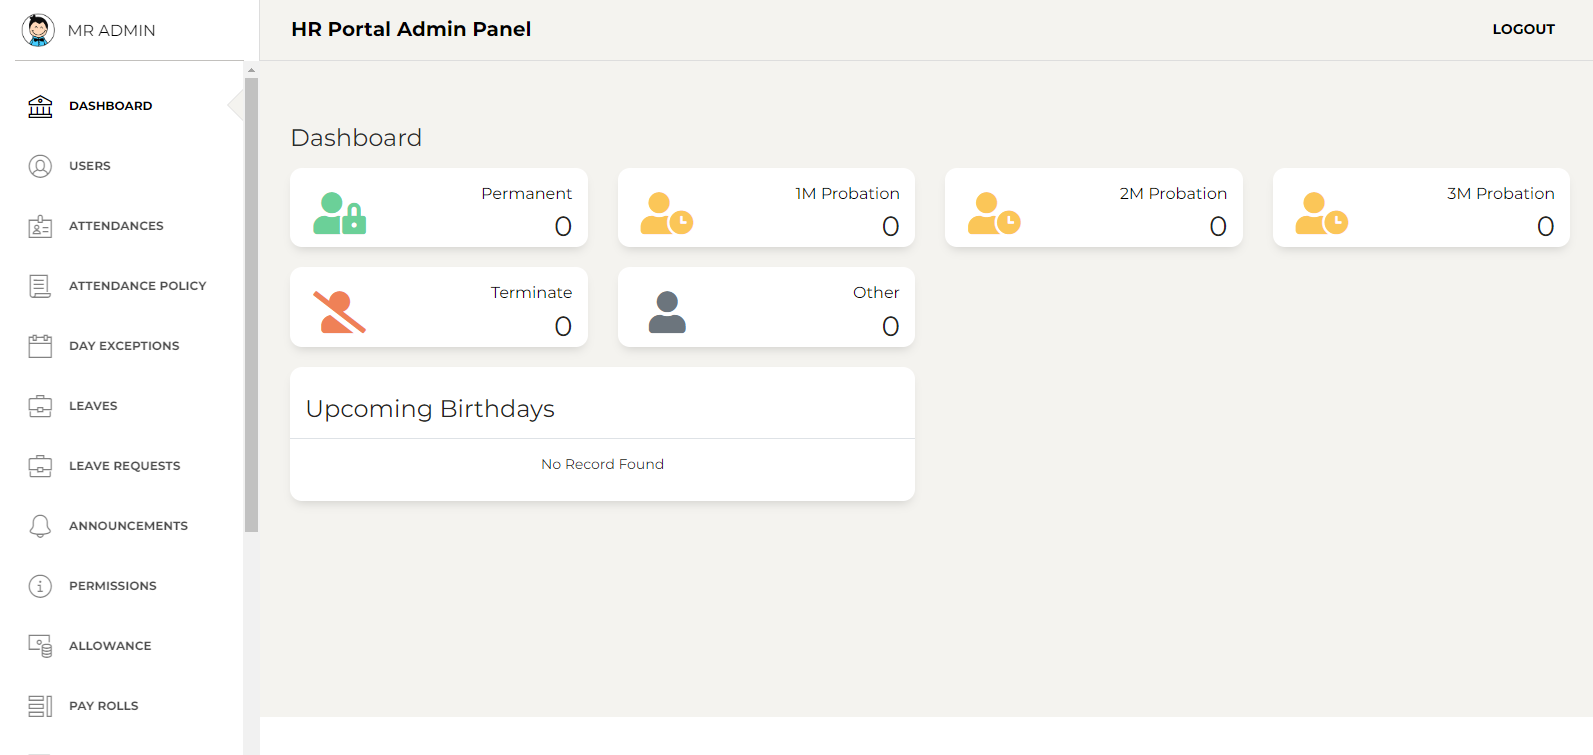 MR ADMIN
HR Portal Admin Panel
LOGOUT
DASHBOARD
USERS
ATTENDANCES
ATTENDANCE POLICY
DAY EXCEPTIONS
LEAVES
LEAVE REQUESTS
ANNOUNCEMENTS
PERMISSIONS
ALLOWANCE
PAY ROLLS
Dashboard
Permanent
0
1M Probation
0
2M Probation
0
3M Probation
0
Terminate
0
Other
0
Upcoming Birthdays
No Record Found